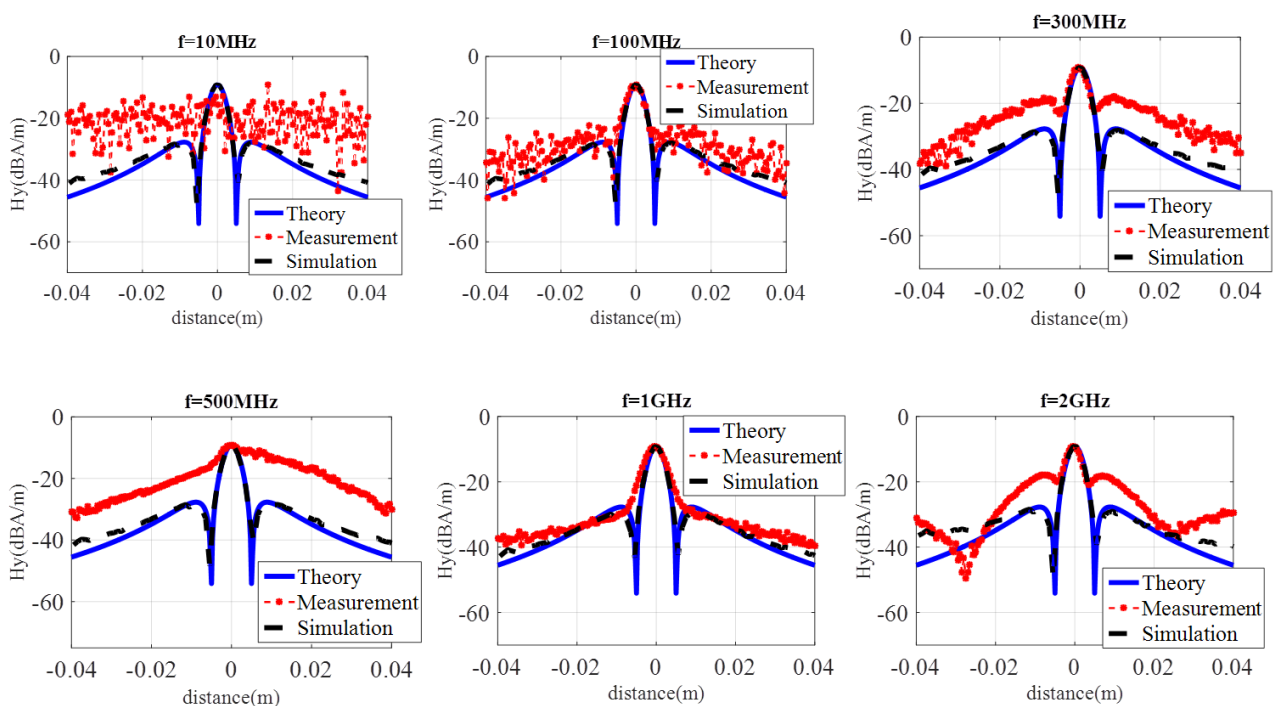 f=10MHz
0
-20
-40
-60
Hy(dBA/m)
Theory
Measurement
Simulation
-0.04
-0.02
0
0.02
0.04
distance(m)
f=100MHz
0
-20
-40
-60
Hy(dBA/m)
Theory
Measurement
Simulation
-0.04
-0.02
0
0.02
0.04
distance(m)
f=300MHz
0
-20
-40
-60
Hy(dBA/m)
Theory
Measurement
Simulation
-0.04
-0.02
0
0.02
0.04
distance(m)
f=500MHz
0
-20
-40
-60
Hy(dBA/m)
Theory
Measurement
Simulation
-0.04
-0.02
0
0.02
0.04
distance(m)
f=1GHz
0
-20
-40
-60
Hy(dBA/m)
Theory
Measurement
Simulation
-0.04
-0.02
0
0.02
0.04
distance(m)
f=2GHz
0
-20
-40
-60
Hy(dBA/m)
Theory
Measurement
Simulation
-0.04
-0.02
0
0.02
0.04
distance(m)